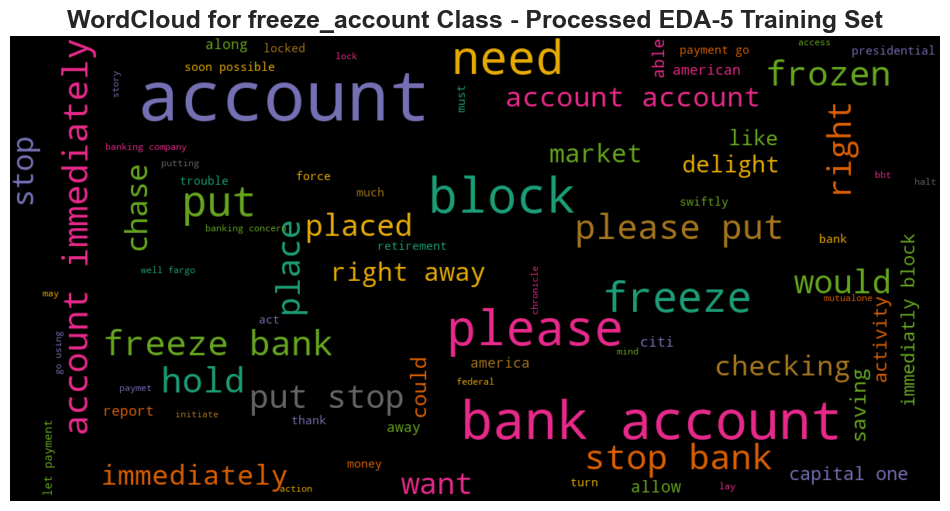 WordCloud for freeze_account Class - Processed EDA-5 Training Set
along
locked
need
able
payment go
access
presidential
story
soon possible
lock
american
frozen
account
must
account account
account immediately
stop
banking company
putting
market
like
delight
right
bbt
halt
chase
trouble
put
force
much
block
swiftly
banking concern
placed
place
retirement
please put
bank
well fargo
right away
chronicle
freeze
would
mutualone
immediatly block
may
act
go using
freeze bank
please
citi
mind
america
checking
activity
hold
paymet
federal
put stop
could
report
initiate
thank
away
bank account
saving
let payment
immediately
action
money
want
stop bank
turn
allow
lay
capital one